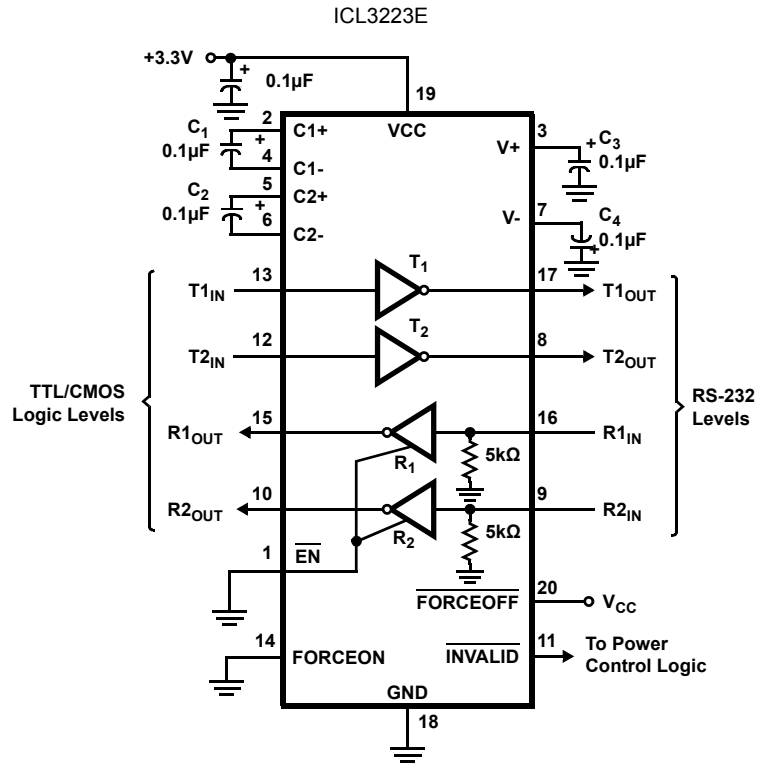 ICL3223E
+3.3V
+
0.1µF
19
VCC
2
C1+
C1
0.1µF
+
4
C1-
5
C2+
C2
0.1µF
+
6
C2-
3
V+
+
C3
0.1µF
7
V-
C4
0.1µF
+
T1
13
T1IN
17
T1OUT
T2
12
T2IN
8
T2OUT
TTL/CMOS
Logic Levels
RS-232
Levels
15
R1OUT
R1
16
R1IN
5kΩ
10
R2OUT
R2
9
R2IN
5kΩ
1
EN
FORCEOFF
20
VCC
14
FORCEON
INVALID
11
To Power
Control Logic
GND
18